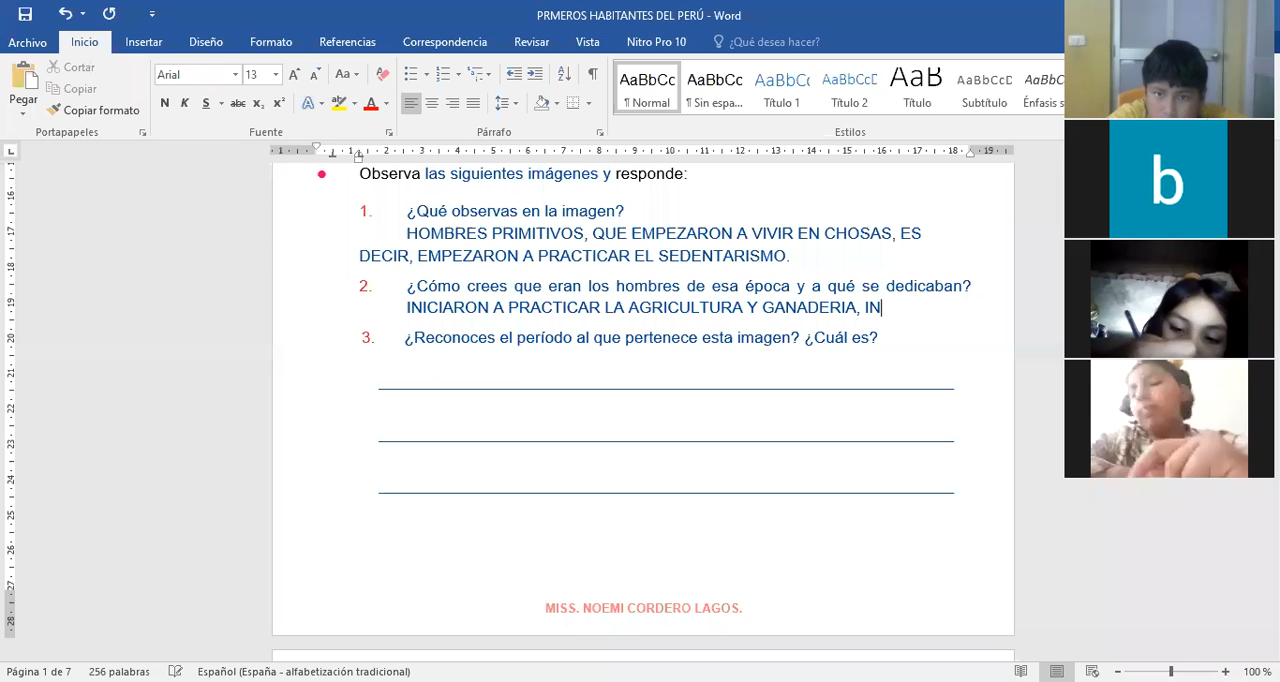 PRMEROS HABITANTES DEL PERÚ - Word
Archivo Inicio Insertar Diseño Formato Referencias Correspondencia Revisar Vista Nitro Pro 10 ¿Qué desea hacer?
Pegar
Cortar
Copiar
Copiar formato
Portapapeles
Arial 13
N K S abc x₂ x²
Fuente
Párrafo
AaBbCc AaBbCc AaBbCc AaBbCcD AaB AaBbCcD AaBbC
¶ Normal ¶ Sin espa... Título 1 Título 2 Título Subtítulo Énfasis s
Estilos
Observa las siguientes imágenes y responde:
1. ¿Qué observas en la imagen?
HOMBRES PRIMITIVOS, QUE EMPEZARON A VIVIR EN CHOSAS, ES
DECIR, EMPEZARON A PRACTICAR EL SEDENTARISMO.
2. ¿Cómo crees que eran los hombres de esa época y a qué se dedicaban?
INICIARON A PRACTICAR LA AGRICULTURA Y GANADERIA, IN
3. ¿Reconoces el período al que pertenece esta imagen? ¿Cuál es?
MISS. NOEMI CORDERO LAGOS.
b
Página 1 de 7 256 palabras Español (España - alfabetización tradicional) 100 %